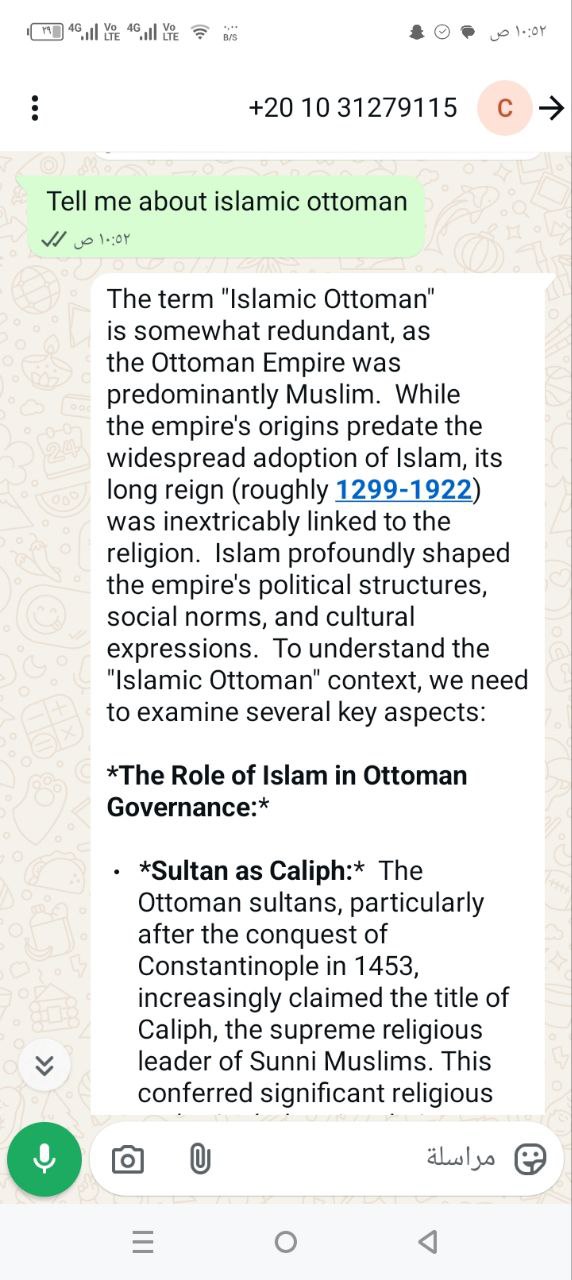 ٢٩ 4G Vo LTE 4G Vo LTE B/S ١٠:٥٢ ص
+20 10 31279115 C
Tell me about islamic ottoman
١٠:٥٢ ص
The term "Islamic Ottoman"
is somewhat redundant, as
the Ottoman Empire was
predominantly Muslim.  While
the empire's origins predate the
widespread adoption of Islam, its
long reign (roughly 1299-1922)
was inextricably linked to the
religion.  Islam profoundly shaped
the empire's political structures,
social norms, and cultural
expressions.  To understand the
"Islamic Ottoman" context, we need
to examine several key aspects:
*The Role of Islam in Ottoman
Governance:*
• *Sultan as Caliph:*  The
Ottoman sultans, particularly
after the conquest of
Constantinople in 1453,
increasingly claimed the title of
Caliph, the supreme religious
leader of Sunni Muslims. This
conferred significant religious
مراسلة